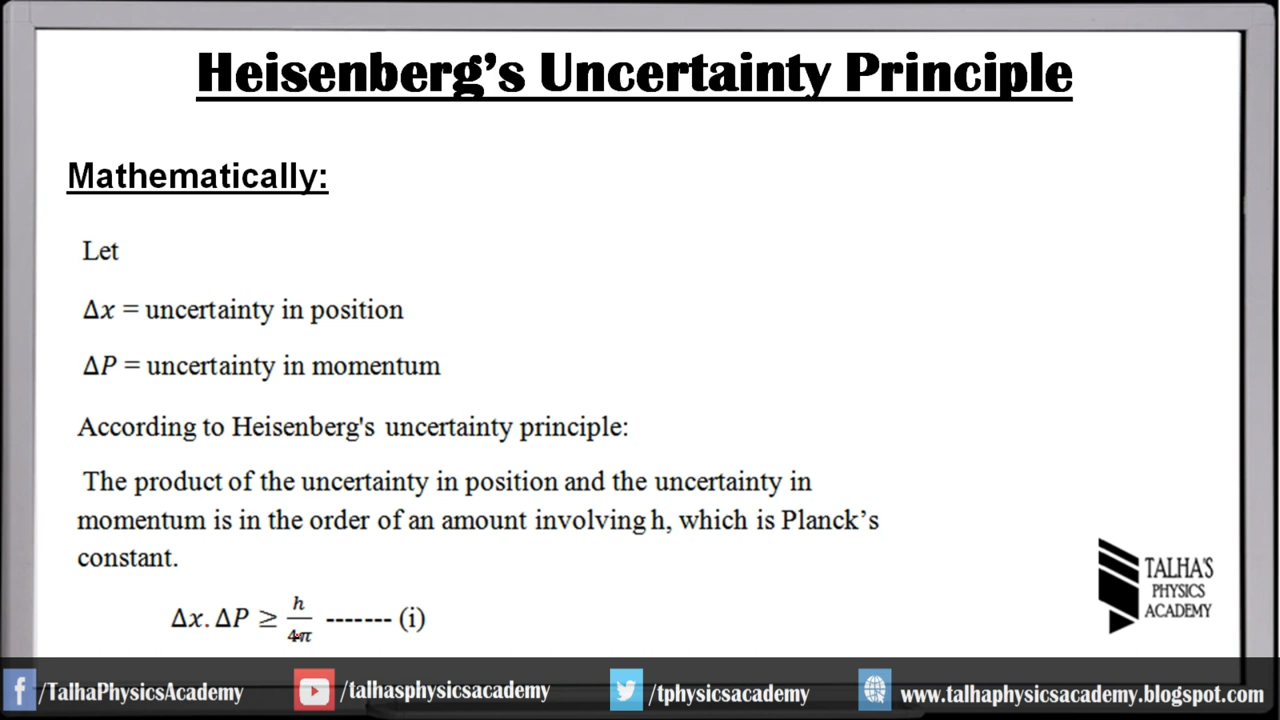 Heisenberg’s Uncertainty Principle
Mathematically:
Let
Δx = uncertainty in position
ΔP = uncertainty in momentum
According to Heisenberg's uncertainty principle:
The product of the uncertainty in position and the uncertainty in
momentum is in the order of an amount involving h, which is Planck’s
constant.
Δx. ΔP ≥ h/4π ------- (i)
TALHA'S
PHYSICS
ACADEMY
/TalhaPhysicsAcademy /talhasphysicsacademy /tphysicsacademy www.talhaphysicsacademy.blogspot.com